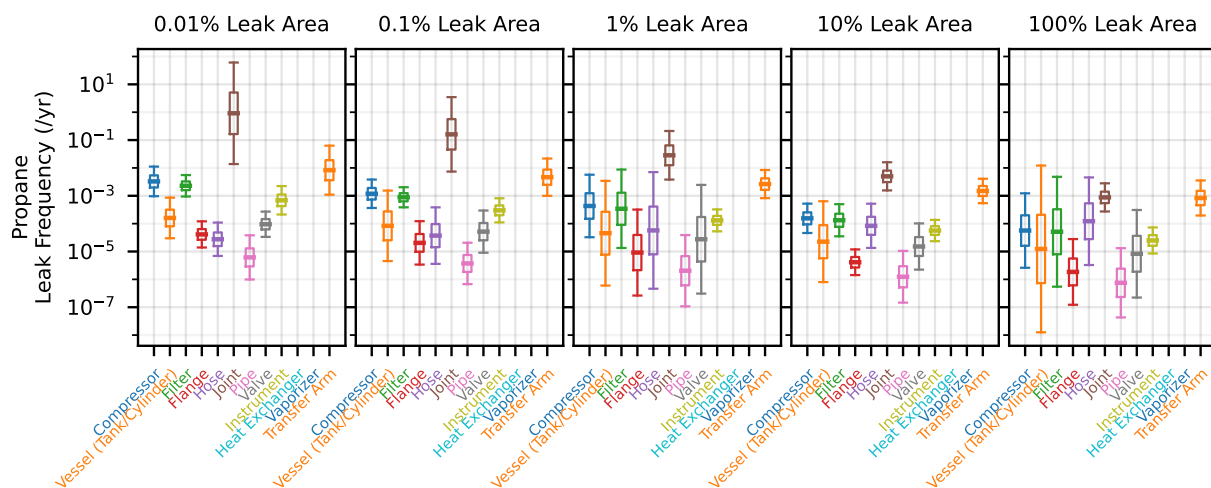 0.01% Leak Area
0.1% Leak Area
1% Leak Area
10% Leak Area
100% Leak Area
Propane
Leak Frequency (/yr)
10¹
10⁻¹
10⁻³
10⁻⁵
10⁻⁷
Compressor
Vessel (Tank/Cylinder)
Filter
Flange
Hose
Joint
Pipe
Valve
Instrument
Heat Exchanger
Vaporizer
Transfer Arm
Compressor
Vessel (Tank/Cylinder)
Filter
Flange
Hose
Joint
Pipe
Valve
Instrument
Heat Exchanger
Vaporizer
Transfer Arm
Compressor
Vessel (Tank/Cylinder)
Filter
Flange
Hose
Joint
Pipe
Valve
Instrument
Heat Exchanger
Vaporizer
Transfer Arm
Compressor
Vessel (Tank/Cylinder)
Filter
Flange
Hose
Joint
Pipe
Valve
Instrument
Heat Exchanger
Vaporizer
Transfer Arm
Compressor
Vessel (Tank/Cylinder)
Filter
Flange
Hose
Joint
Pipe
Valve
Instrument
Heat Exchanger
Vaporizer
Transfer Arm